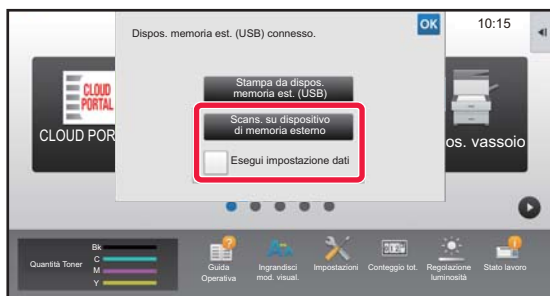 Dispos. memoria est. (USB) connesso.
OK
10:15
Stampa da dispos.
memoria est. (USB)
Scans. su dispositivo
di memoria esterno
Esegui impostazione dati
CLOUD
PORTAL
CLOUD POR
os. vassoio
Quantità Toner
Bk
C
M
Y
Guida
Operativa
Ingrandisci
mod. visual.
Impostazioni
Conteggio tot.
Regolazione
luminosità
Stato lavoro